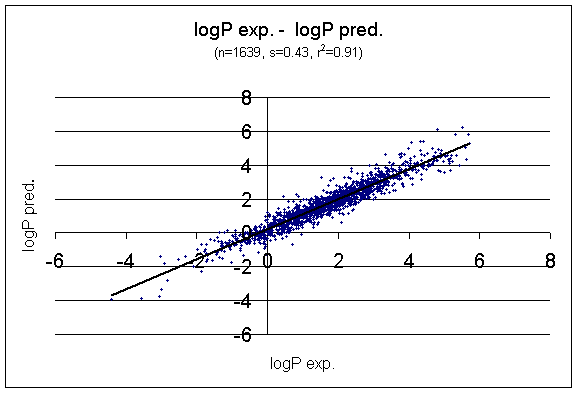 logP exp. - logP pred.
(n=1639, s=0.43, r²=0.91)
8
6
4
2
0
-6 -4 -2 0 2 4 6 8
-2
-4
-6
logP pred.
logP exp.